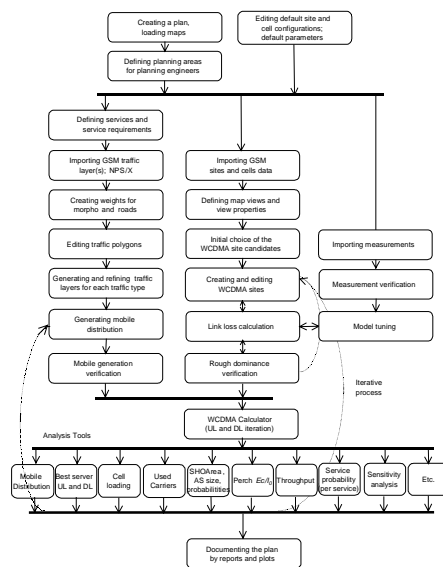 Creating a plan,
loading maps
Editing default site and
cell configurations;
default parameters
Defining planning areas
for planning engineers
Defining services and
service requirements
Importing GSM traffic
layer(s); NPS/X
Creating weights for
morpho and roads
Editing traffic polygons
Generating and refining traffic
layers for each traffic type
Generating mobile
distribution
Mobile generation
verification
Importing GSM
sites and cells data
Defining map views and
view properties
Initial choice of the
WCDMA site candidates
Creating and editing
WCDMA sites
Link loss calculation
Rough dominance
verification
Importing measurements
Measurement verification
Model tuning
Iterative
process
WCDMA Calculator
(UL and DL iteration)
Analysis Tools
Mobile
Distribution
Best server
UL and DL
Cell
loading
Used
Carriers
SHOArea,
AS size,
probabilitities
Perch Ec/I0
Throughput
Service
probability
(per service)
Sensitivity
analysis
Etc.
Documenting the plan
by reports and plots